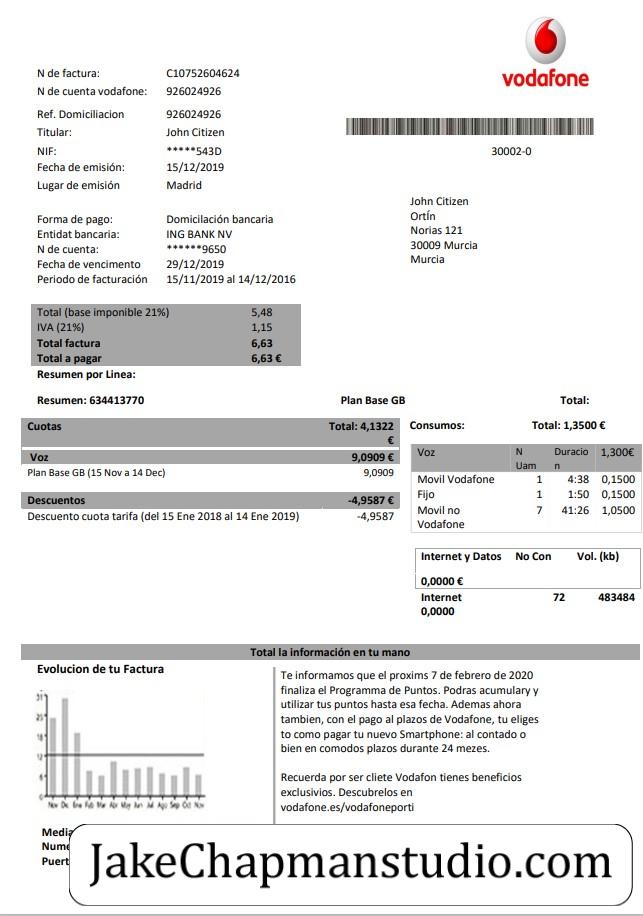 vodafone
N de factura: C10752604624
N de cuenta vodafone: 926024926
Ref. Domiciliacion 926024926
Titular: John Citizen
NIF: *****543D
Fecha de emisión: 15/12/2019
Lugar de emisión Madrid
30002-0
John Citizen
Ortín
Norias 121
30009 Murcia
Murcia
Forma de pago: Domicilación bancaria
Entidat bancaria: ING BANK NV
N de cuenta: ******9650
Fecha de vencimento 29/12/2019
Periodo de facturación 15/11/2019 al 14/12/2016
Total (base imponible 21%) 5,48
IVA (21%) 1,15
Total factura 6,63
Total a pagar 6,63 €
Resumen por Linea:
Resumen: 634413770 Plan Base GB Total:
Cuotas Total: 4,1322
€
Voz 9,0909 €
Plan Base GB (15 Nov a 14 Dec) 9,0909
Descuentos -4,9587 €
Descuento cuota tarifa (del 15 Ene 2018 al 14 Ene 2019) -4,9587
Consumos: Total: 1,3500 €
Voz N Duracio 1,300€
Uam n
Movil Vodafone 1 4:38 0,1500
Fijo 1 1:50 0,1500
Movil no 7 41:26 1,0500
Vodafone
Internet y Datos No Con Vol. (kb)
0,0000 €
Internet 72 483484
0,0000
Total la información en tu mano
Evolucion de tu Factura
31
25
18
12
6
0
Nov Dic Ene Feb Mar Abr May Jun Jul Ago Sep Oct Nov
Te informamos que el proxims 7 de febrero de 2020
finaliza el Programa de Puntos. Podras acumulary y
utilizar tus puntos hasta esa fecha. Ademas ahora
tambien, con el pago al plazos de Vodafone, tu eliges
to como pagar tu nuevo Smartphone: al contado o
bien en comodos plazos durante 24 mezes.
Recuerda por ser cliete Vodafon tienes beneficios
exclusivios. Descubrelos en
vodafone.es/vodafoneporti
Media
Nume
Puert
JakeChapmanstudio.com